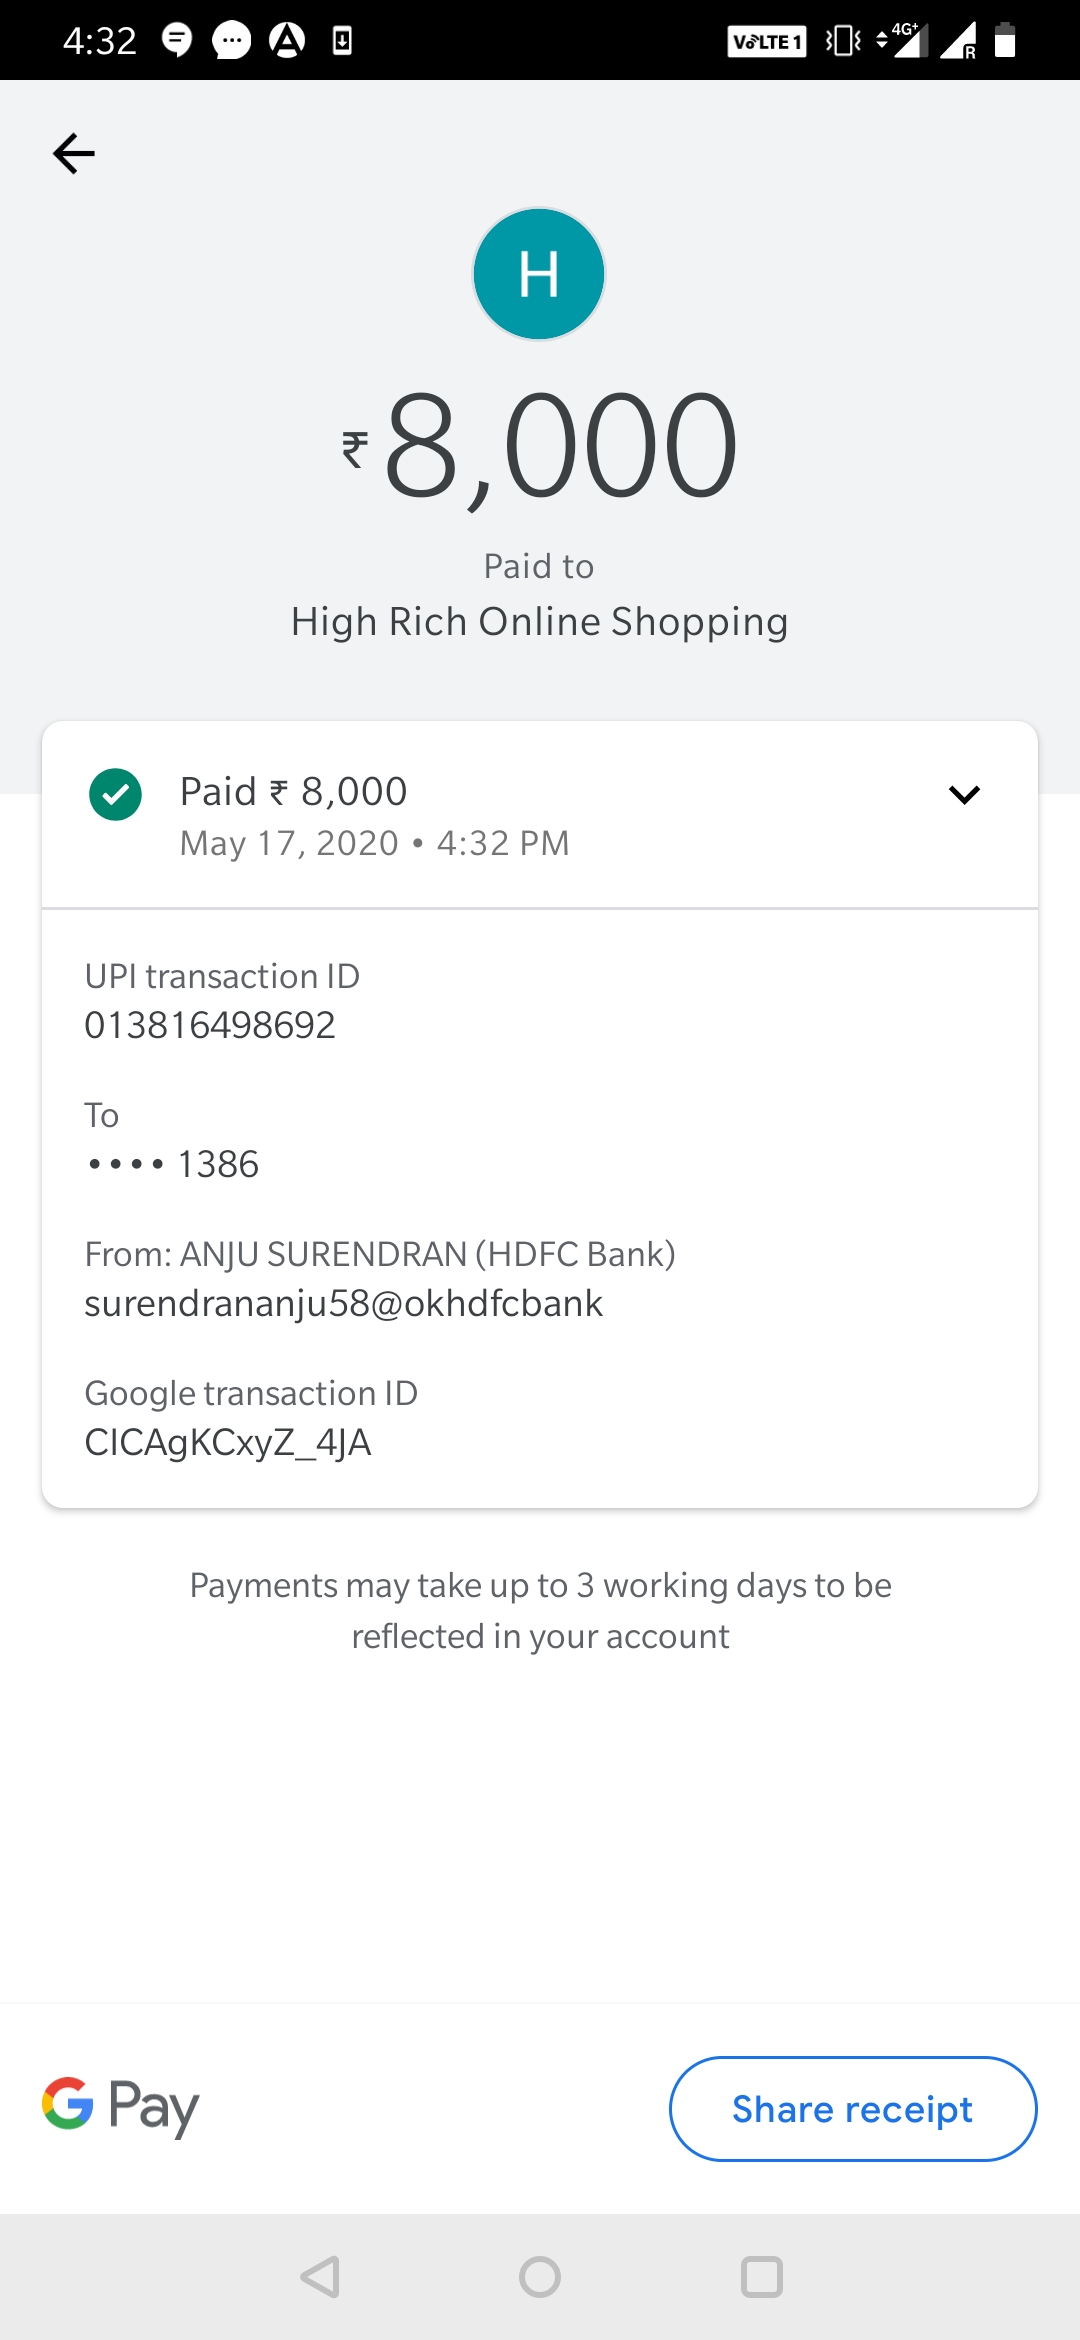 4:32
VoLTE 1 4G+ R
H
₹8,000
Paid to
High Rich Online Shopping
Paid ₹ 8,000
May 17, 2020 • 4:32 PM
UPI transaction ID
013816498692
To
•••• 1386
From: ANJU SURENDRAN (HDFC Bank)
surendrananju58@okhdfcbank
Google transaction ID
CICAgKCxyZ_4JA
Payments may take up to 3 working days to be
reflected in your account
G Pay
Share receipt